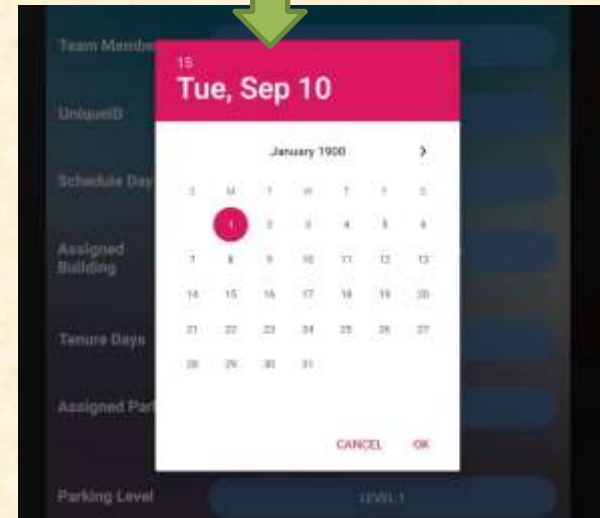 Team Membe
15
Tue, Sep 10
UniqueID
January 1900 >
Schedule Day
S M T W T F S
1 2 3 4 5 6
Assigned
Building
7 8 9 10 11 12 13
14 15 16 17 18 19 20
Tenure Days
21 22 23 24 25 26 27
28 29 30 31
Assigned Par
CANCEL OK
Parking Level
LEVEL 1